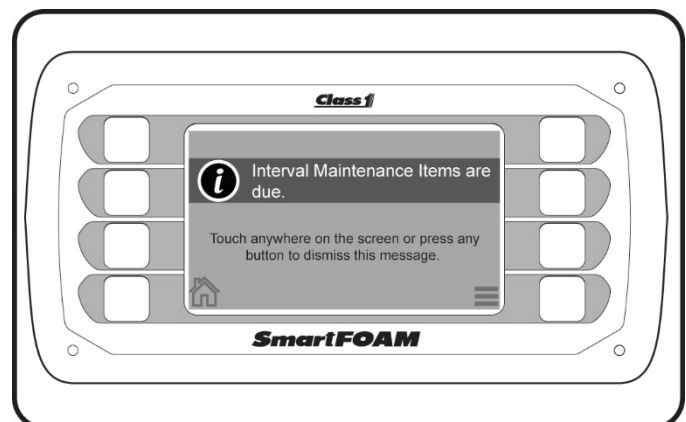 Class 1
Interval Maintenance Items are
due.
Touch anywhere on the screen or press any
button to dismiss this message.
SmartFOAM